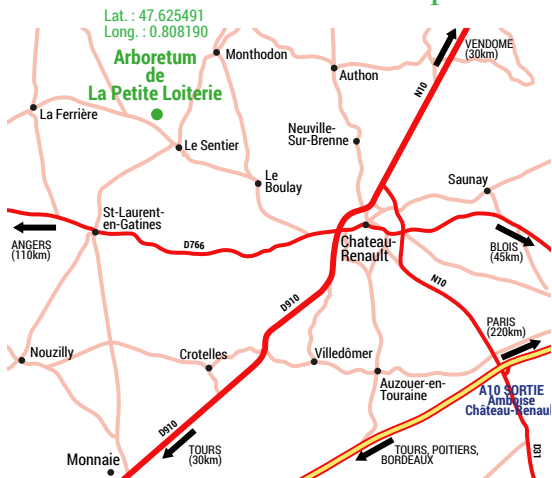 Lat. : 47.625491
Long. : 0.808190
Arboretum
de
La Petite Loiterie
Monthodon
Authon
VENDOME
(30km)
N10
La Ferrière
Le Sentier
Neuville-
Sur-Brenne
Le
Boulay
Saunay
St-Laurent-
en-Gatines
ANGERS
(110km)
D766
Chateau-
Renault
BLOIS
(45km)
N10
D910
PARIS
(220km)
Nouzilly
Crotelles
Villedômer
Auzouer-en-
Touraine
A10 SORTIE
Amboise
Château-Renault
D910
TOURS
(30km)
TOURS, POITIERS,
BORDEAUX
D31
Monnaie